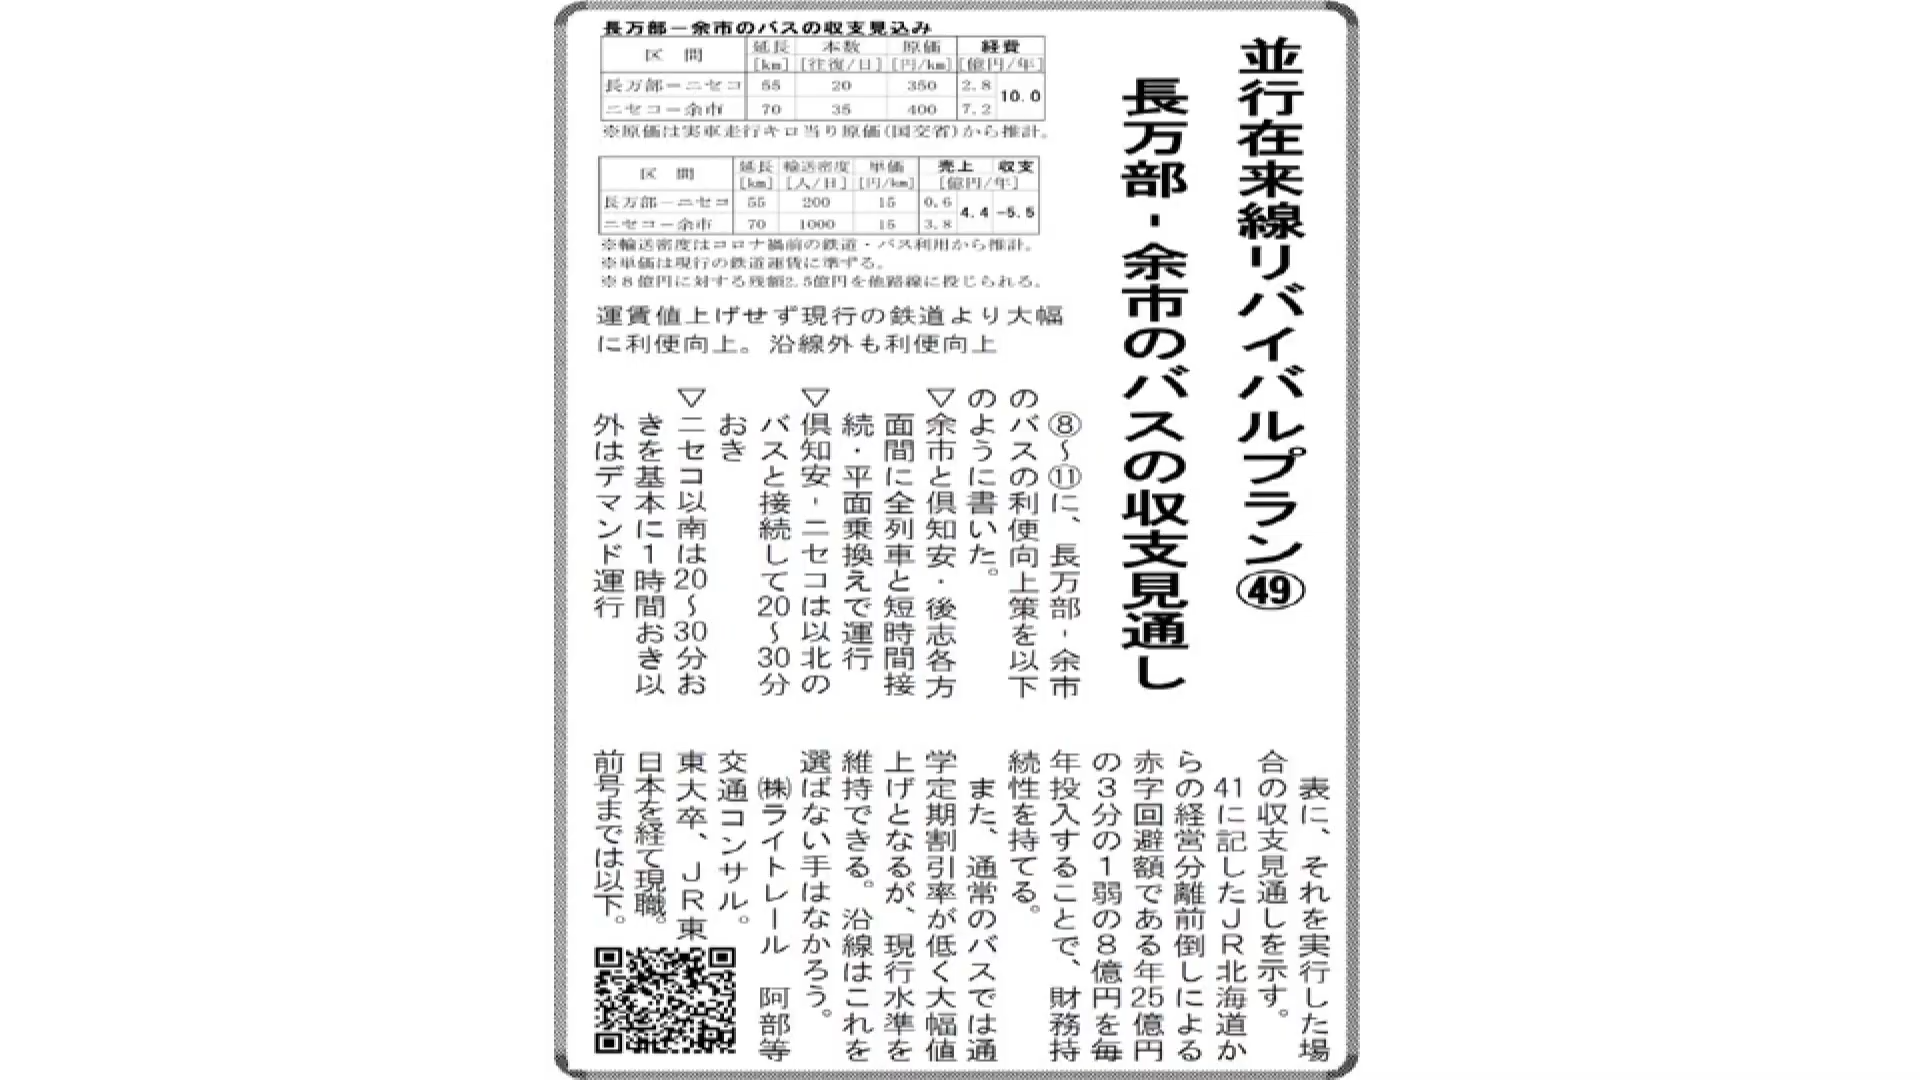 並行在来線リバイバルプラン㊾
長万部-余市のバスの収支見通し
長万部－余市のバスの収支見込み
区 間 延長[km] 本数[往復/日] 原価[円/km] 経費[億円/年]
長万部－ニセコ 55 20 350 2.8 10.0
ニセコ－余市 70 35 400 7.2
※原価は実車走行キロ当り原価(国交省)から推計。
区 間 延長[km] 輸送密度[人/日] 単価[円/km] 売上 収支[億円/年]
長万部－ニセコ 55 200 15 0.6 4.4 -5.5
ニセコ－余市 70 1000 15 3.8
※輸送密度はコロナ禍前の鉄道・バス利用から推計。
※単価は現行の鉄道運賃に準ずる。
※８億円に対する残額2.5億円を他路線に投じられる。
運賃値上げせず現行の鉄道より大幅
に利便向上。沿線外も利便向上
⑧～⑪に、長万部-余市
のバスの利便向上策を以下
のように書いた。
▽余市と倶知安・後志各方
面間に全列車と短時間接
続・平面乗換えで運行
▽倶知安-ニセコは以北の
バスと接続して20～30分
おき
▽ニセコ以南は20～30分お
きを基本に1時間おき以
外はデマンド運行
表に、それを実行した場
合の収支見通しを示す。
41に記したＪＲ北海道か
らの経営分離前倒しによる
赤字回避額である年25億円
の３分の１弱の８億円を毎
年投入することで、財務持
続性を持てる。
また、通常のバスでは通
学定期割引率が低く大幅値
上げとなるが、現行水準を
維持できる。沿線はこれを
選ばない手はなかろう。
㈱ライトレール 阿部等
交通コンサル。
東大卒、ＪＲ東
日本を経て現職。
前号までは以下。